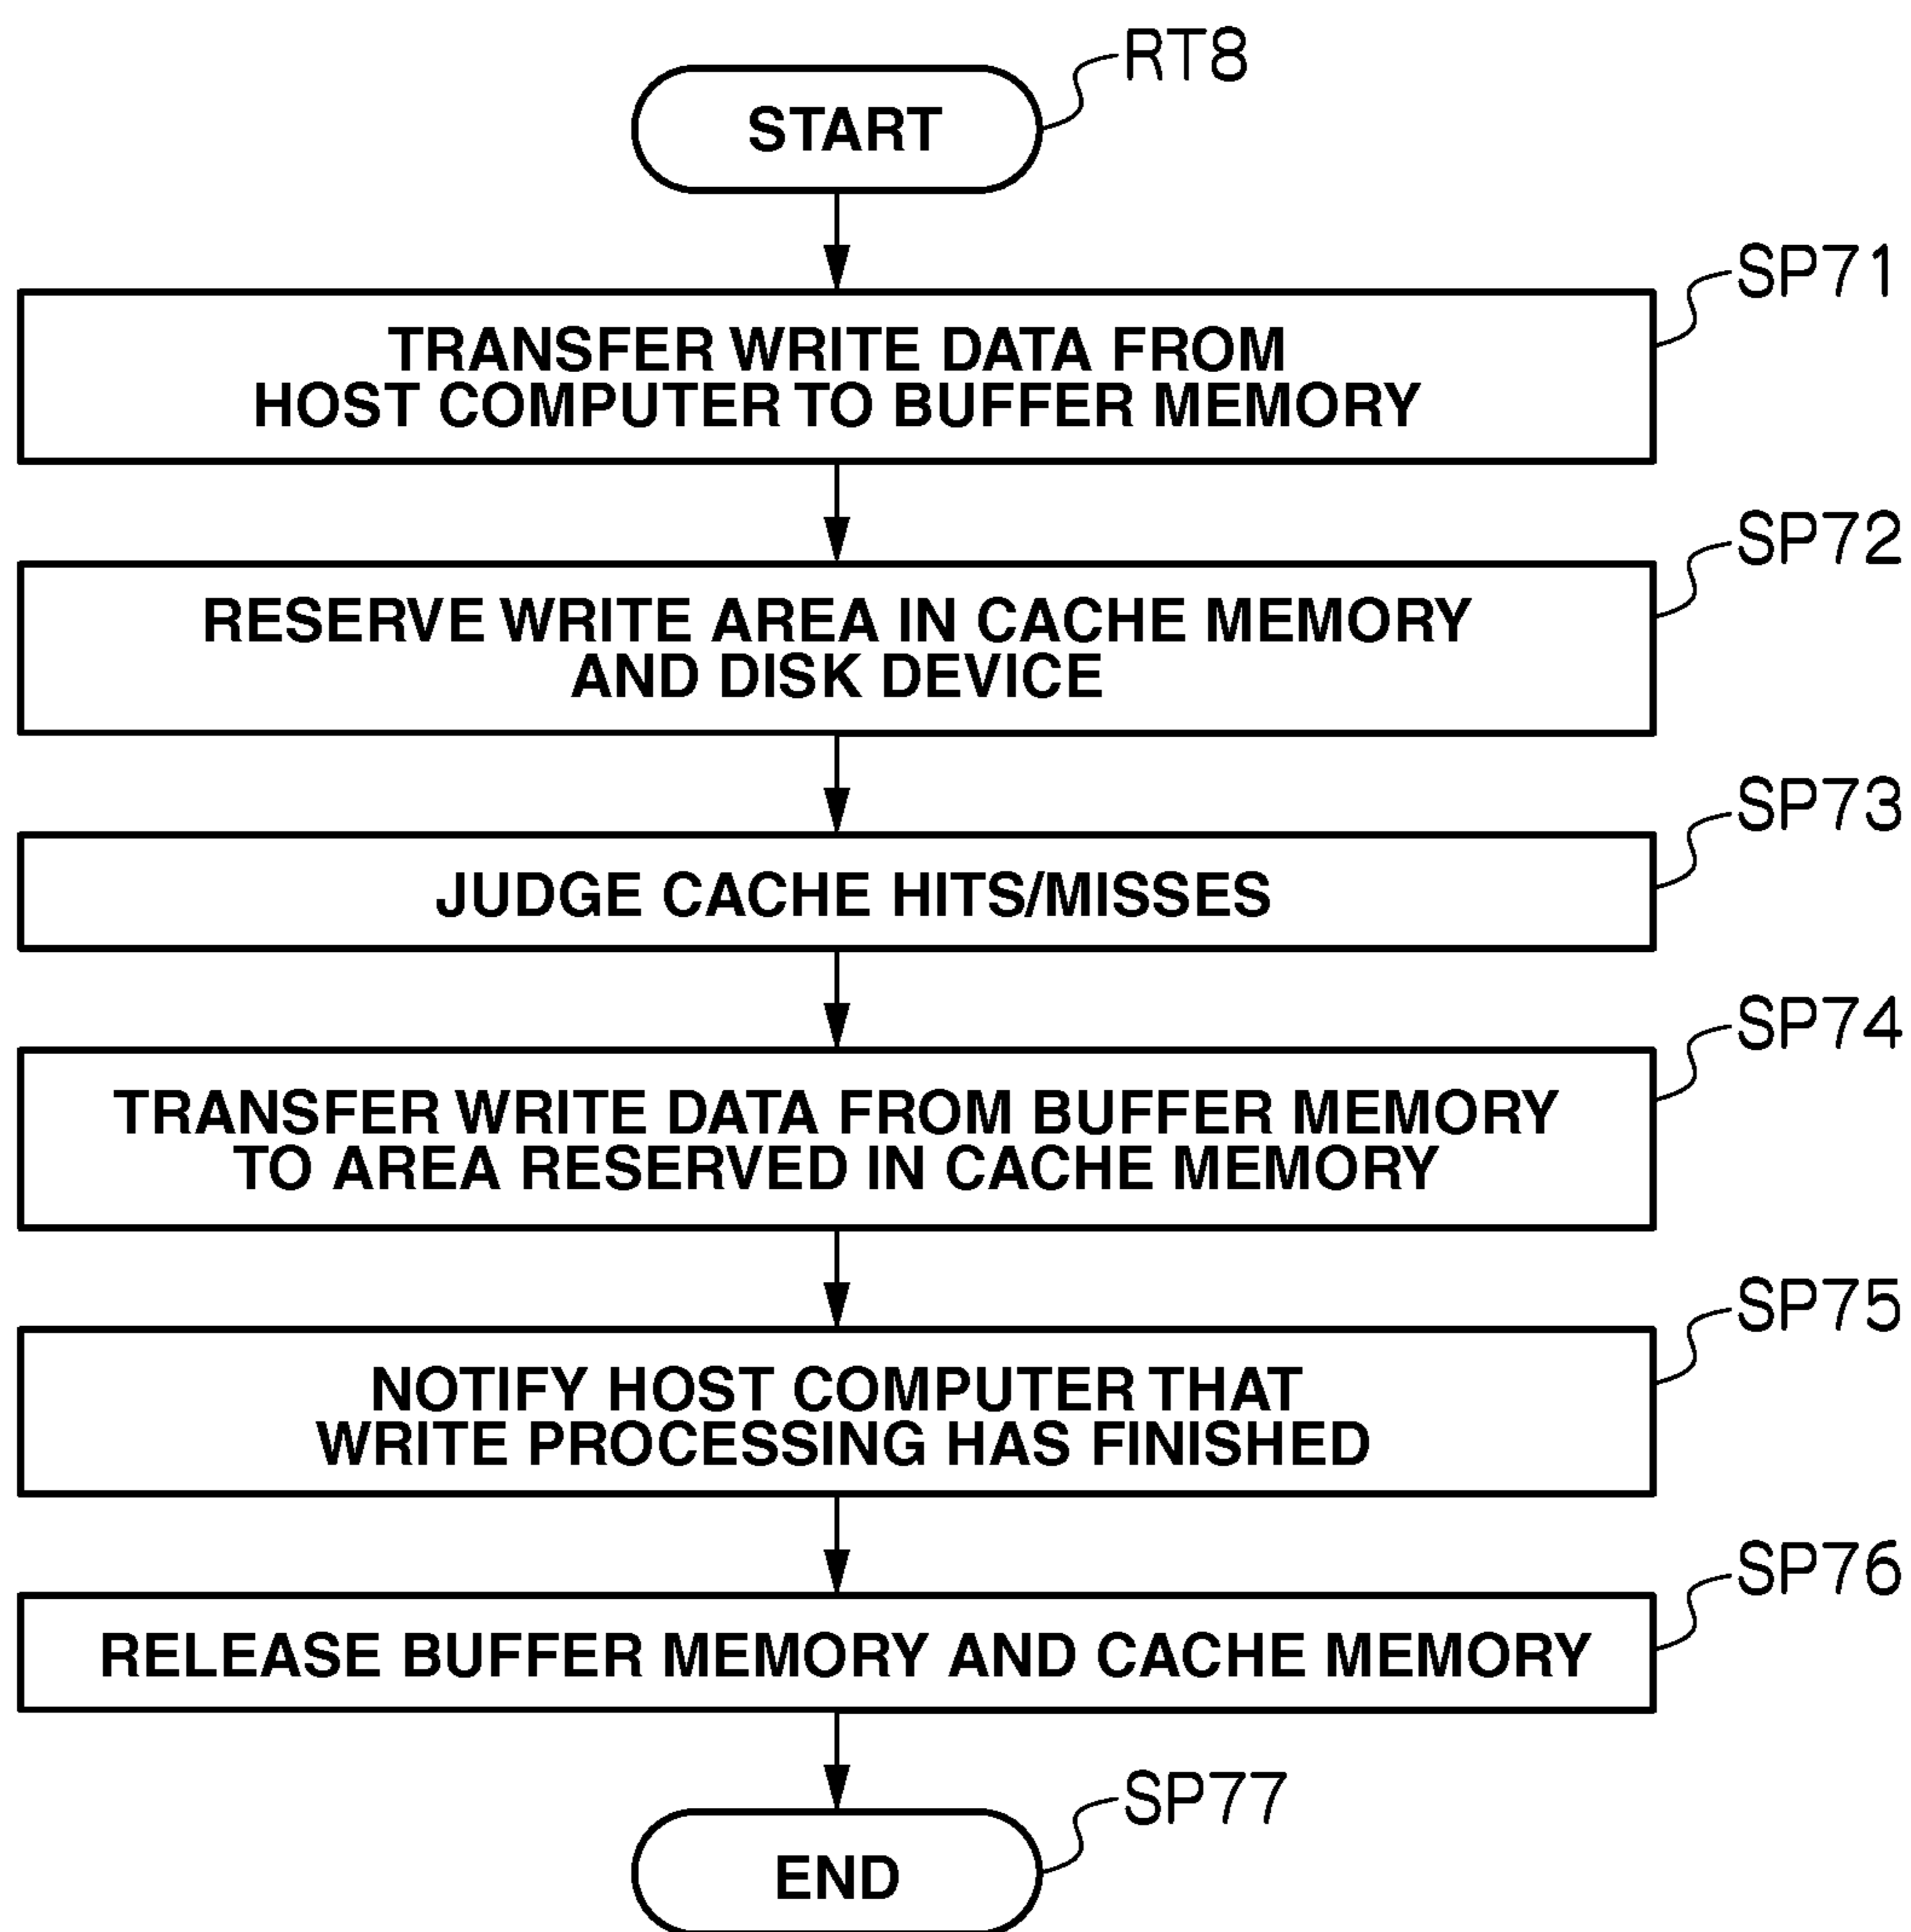 RT8
START
SP71
TRANSFER WRITE DATA FROM
HOST COMPUTER TO BUFFER MEMORY
SP72
RESERVE WRITE AREA IN CACHE MEMORY
AND DISK DEVICE
SP73
JUDGE CACHE HITS/MISSES
SP74
TRANSFER WRITE DATA FROM BUFFER MEMORY
TO AREA RESERVED IN CACHE MEMORY
SP75
NOTIFY HOST COMPUTER THAT
WRITE PROCESSING HAS FINISHED
SP76
RELEASE BUFFER MEMORY AND CACHE MEMORY
SP77
END